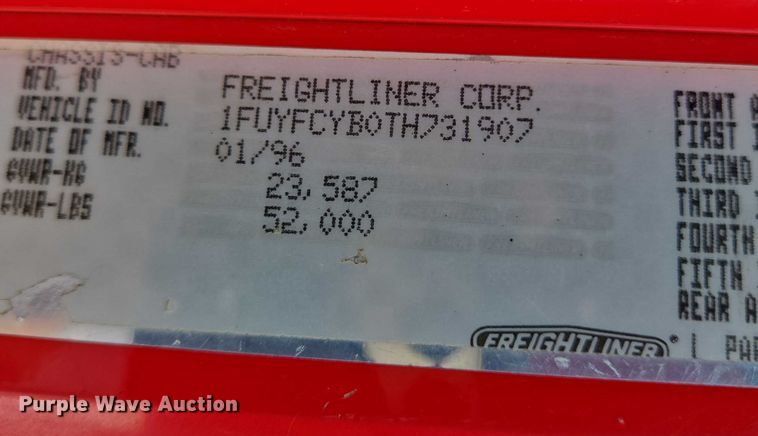 CHASSIS-CAB
MFD. BY FREIGHTLINER CORP.
VEHICLE ID NO. 1FUYFCYB0TH731907
DATE OF MFR. 01/96
GVWR-KG 23,587
GVWR-LBS 52,000
FRONT A
FIRST I
SECOND
THIRD I
FOURTH
FIFTH
REAR A
FREIGHTLINER® L PAR
Purple Wave Auction